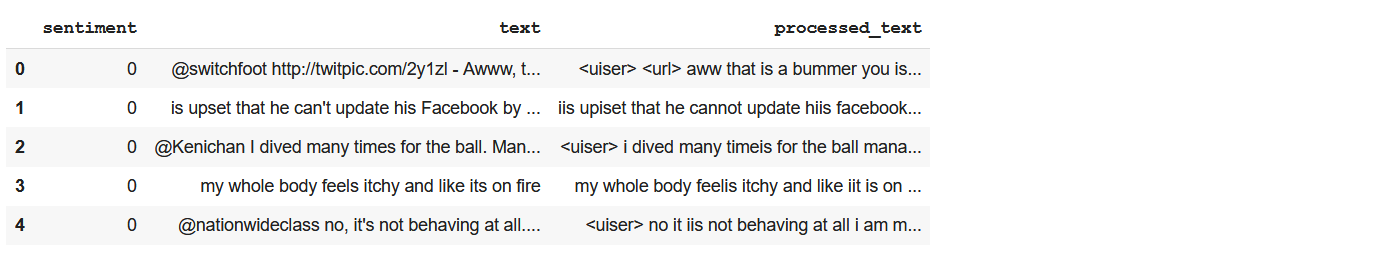 sentiment text processed_text
0 0 @switchfoot http://twitpic.com/2y1zl - Awww, t... <uiser> <url> aww that is a bummer you is...
1 0 is upset that he can't update his Facebook by ... iis upiset that he cannot update hiis facebook...
2 0 @Kenichan I dived many times for the ball. Man... <uiser> i dived many timeis for the ball mana...
3 0 my whole body feels itchy and like its on fire my whole body feelis itchy and like iit is on ...
4 0 @nationwideclass no, it's not behaving at all.... <uiser> no it iis not behaving at all i am m...